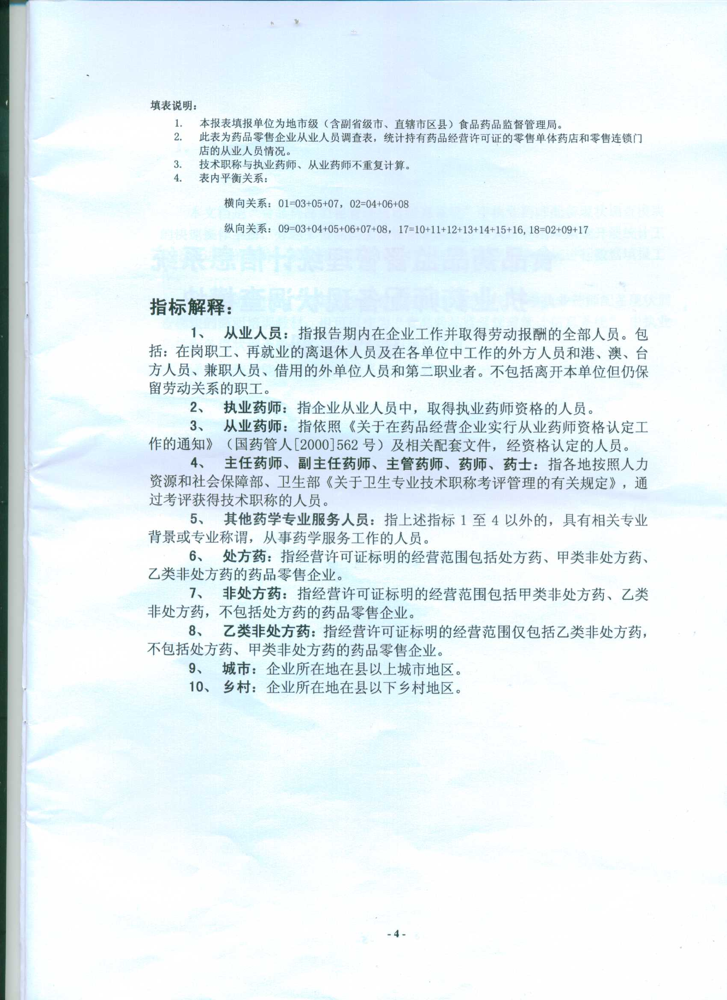 填表说明：
1. 本报表填报单位为地市级（含副省级市、直辖市区县）食品药品监督管理局。
2. 此表为药品零售企业从业人员调查表，统计持有药品经营许可证的零售单体药店和零售连锁门
店的从业人员情况。
3. 技术职称与执业药师、从业药师不重复计算。
4. 表内平衡关系：
横向关系：01=03+05+07，02=04+06+08
纵向关系：09=03+04+05+06+07+08，17=10+11+12+13+14+15+16, 18=02+09+17
指标解释：
1、 从业人员：指报告期内在企业工作并取得劳动报酬的全部人员。包
括：在岗职工、再就业的离退休人员及在各单位中工作的外方人员和港、澳、台
方人员、兼职人员、借用的外单位人员和第二职业者。不包括离开本单位但仍保
留劳动关系的职工。
2、 执业药师：指企业从业人员中，取得执业药师资格的人员。
3、 从业药师：指依照《关于在药品经营企业实行从业药师资格认定工
作的通知》（国药管人[2000]562 号）及相关配套文件，经资格认定的人员。
4、 主任药师、副主任药师、主管药师、药师、药士：指各地按照人力
资源和社会保障部、卫生部《关于卫生专业技术职称考评管理的有关规定》，通
过考评获得技术职称的人员。
5、 其他药学专业服务人员：指上述指标 1 至 4 以外的，具有相关专业
背景或专业称谓，从事药学服务工作的人员。
6、 处方药：指经营许可证标明的经营范围包括处方药、甲类非处方药、
乙类非处方药的药品零售企业。
7、 非处方药：指经营许可证标明的经营范围包括甲类非处方药、乙类
非处方药，不包括处方药的药品零售企业。
8、 乙类非处方药：指经营许可证标明的经营范围仅包括乙类非处方药，
不包括处方药、甲类非处方药的药品零售企业。
9、 城市：企业所在地在县以上城市地区。
10、 乡村：企业所在地在县以下乡村地区。
- 4 -